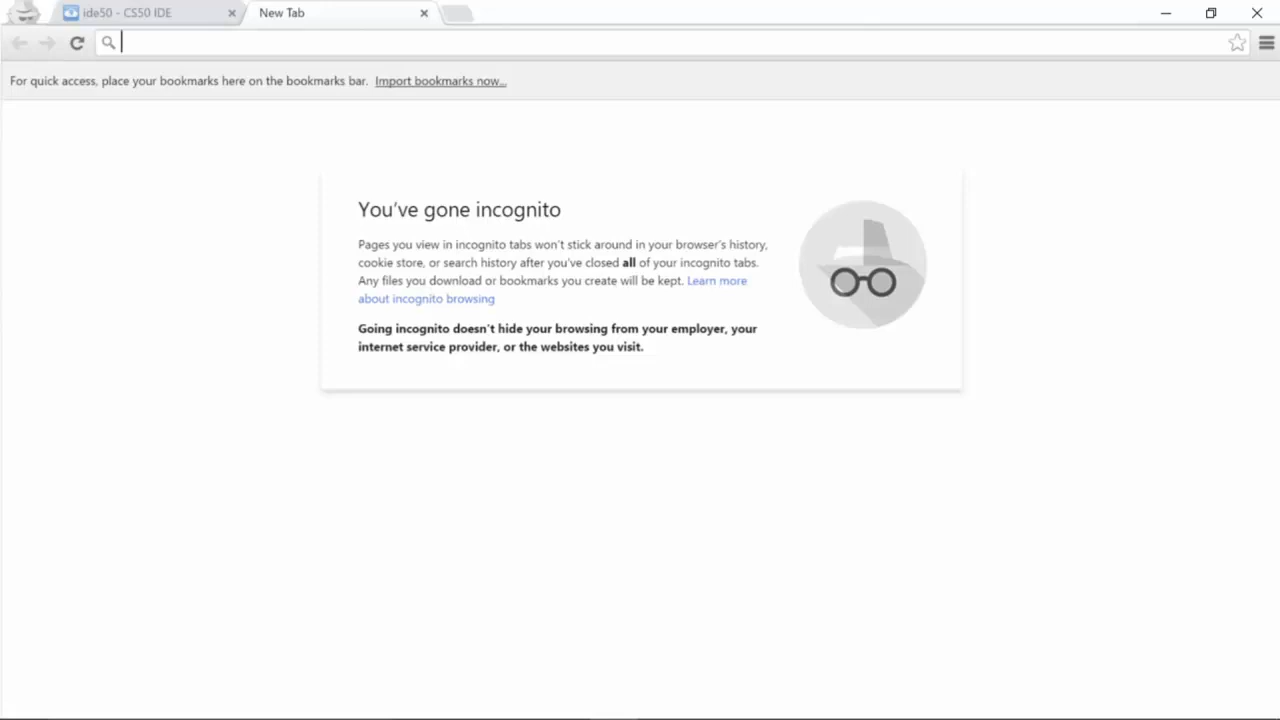 ide50 - CS50 IDE
New Tab
For quick access, place your bookmarks here on the bookmarks bar. Import bookmarks now...
You've gone incognito
Pages you view in incognito tabs won't stick around in your browser's history,
cookie store, or search history after you've closed all of your incognito tabs.
Any files you download or bookmarks you create will be kept. Learn more
about incognito browsing
Going incognito doesn't hide your browsing from your employer, your
internet service provider, or the websites you visit.